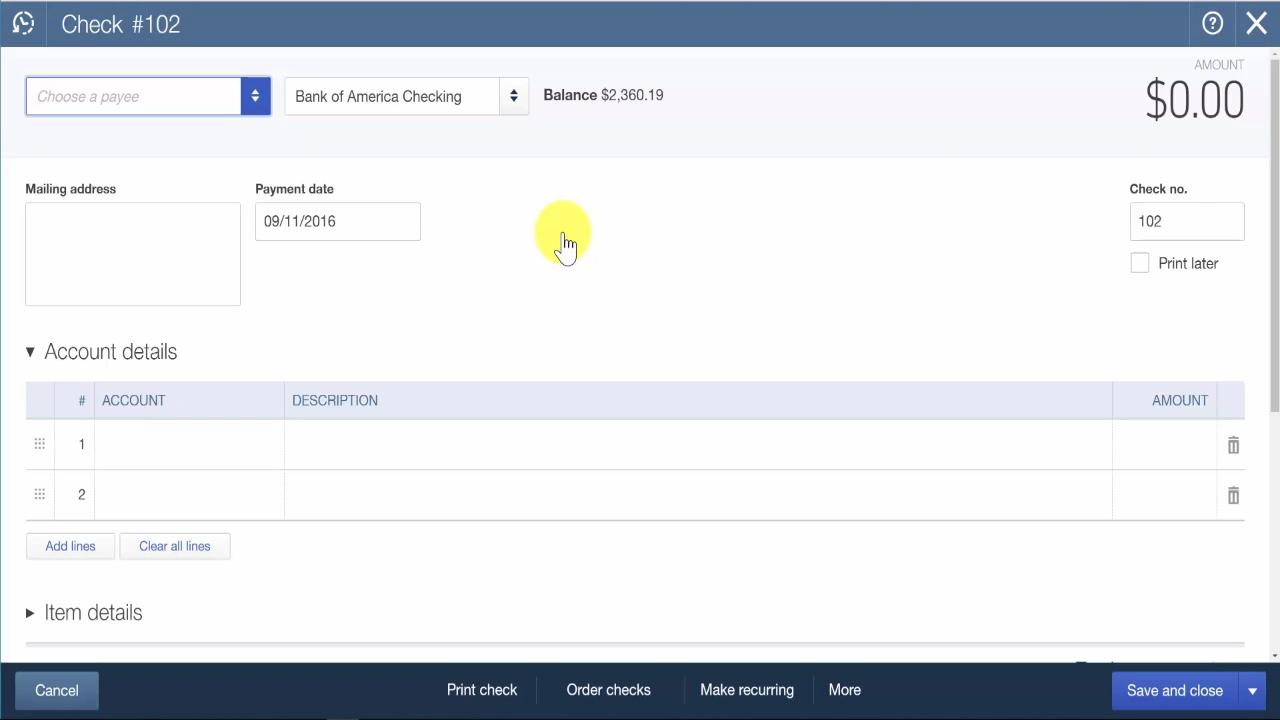 Check #102
AMOUNT
Choose a payee
Bank of America Checking
Balance $2,360.19
$0.00
Mailing address
Payment date
Check no.
09/11/2016
102
Print later
Account details
# ACCOUNT DESCRIPTION AMOUNT
1
2
Add lines
Clear all lines
Item details
Cancel
Print check
Order checks
Make recurring
More
Save and close